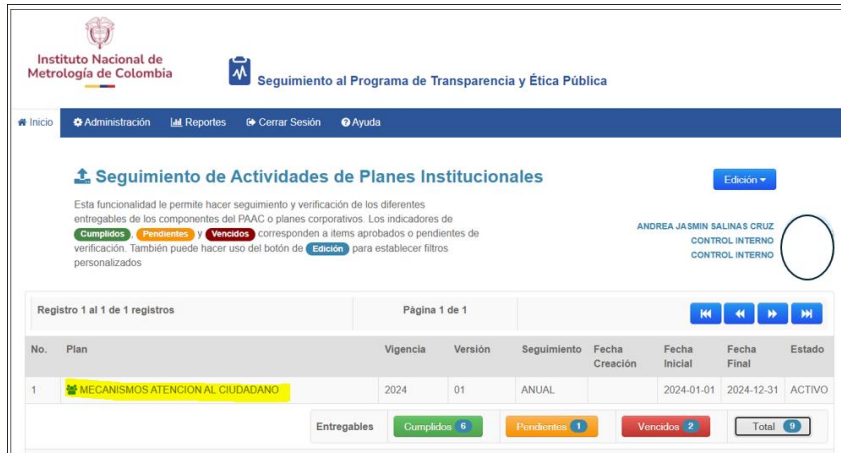 Instituto Nacional de
Metrología de Colombia
Seguimiento al Programa de Transparencia y Ética Pública
Inicio Administración Reportes Cerrar Sesión Ayuda
Seguimiento de Actividades de Planes Institucionales
Edición
Esta funcionalidad le permite hacer seguimiento y verificación de los diferentes
entregables de los componentes del PAAC o planes corporativos. Los indicadores de
Cumplidos , Pendientes y Vencidos corresponden a items aprobados o pendientes de
verificación. También puede hacer uso del botón de Edición para establecer filtros
personalizados
ANDREA JASMIN SALINAS CRUZ
CONTROL INTERNO
CONTROL INTERNO
Registro 1 al 1 de 1 registros Página 1 de 1
No. Plan Vigencia Versión Seguimiento Fecha Creación Fecha Inicial Fecha Final Estado
1 MECANISMOS ATENCION AL CIUDADANO 2024 01 ANUAL 2024-01-01 2024-12-31 ACTIVO
Entregables Cumplidos 6 Pendientes 1 Vencidos 2 Total 9